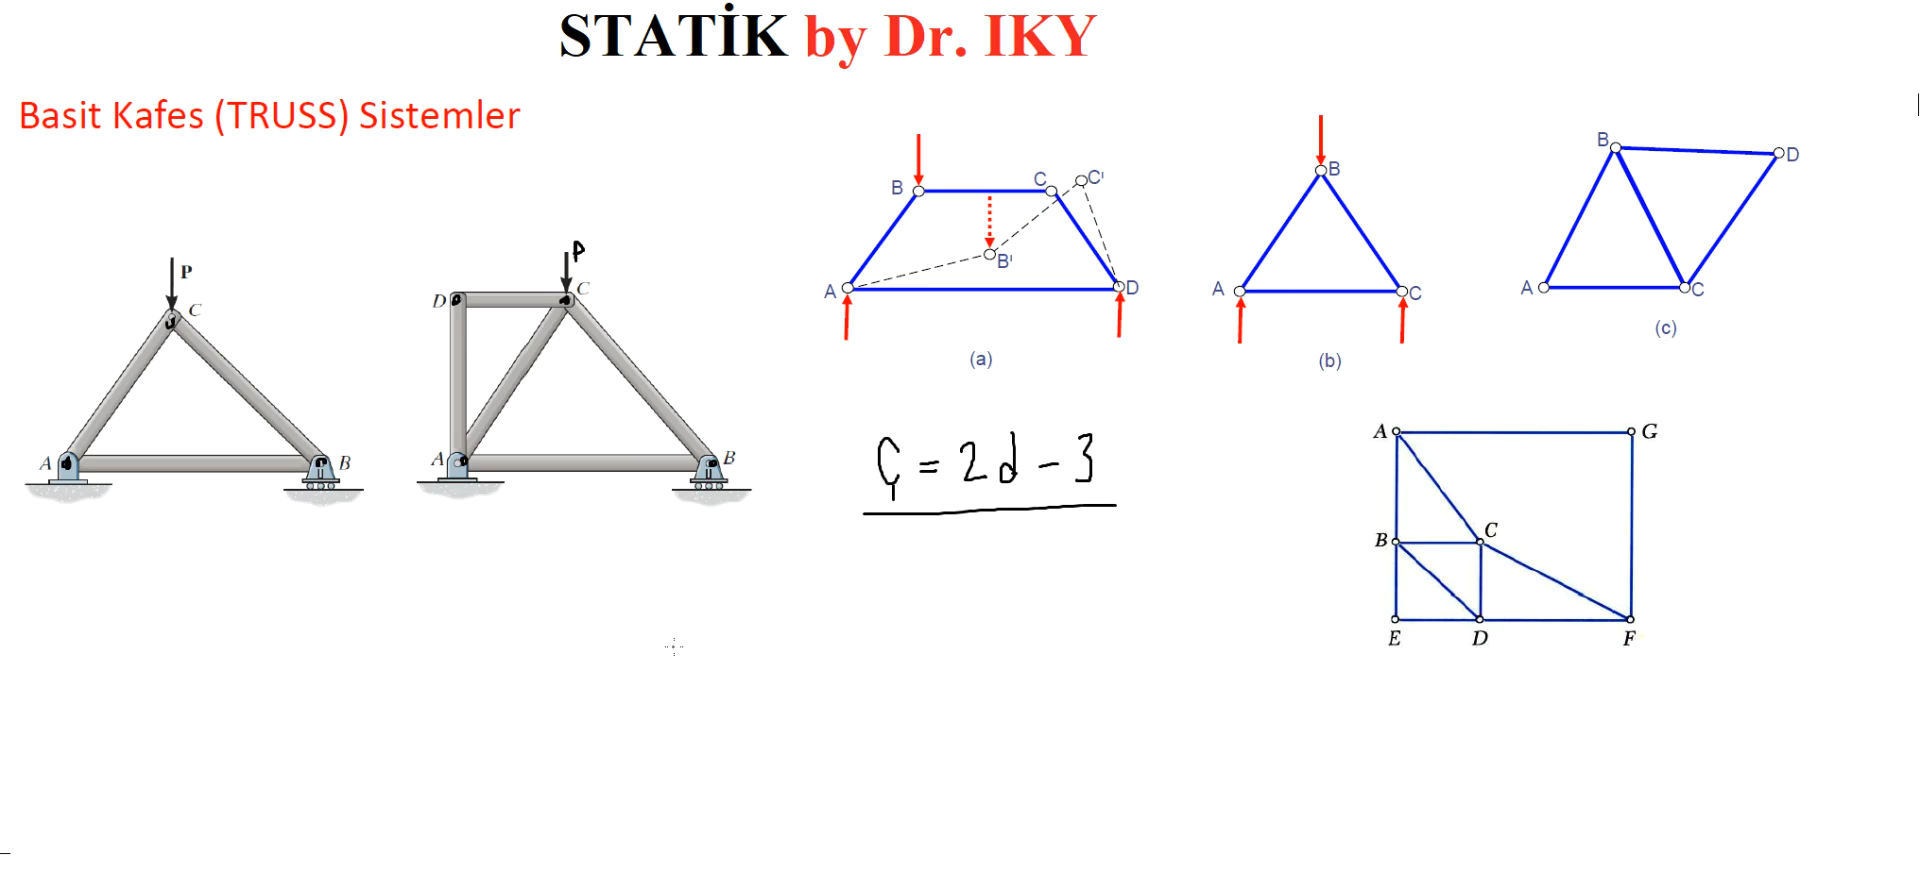 STATİK by Dr. IKY
Basit Kafes (TRUSS) Sistemler
P
C
A
B
P
D
C
A
B
B
C
C'
B'
A
D
(a)
B
A
C
(b)
B
D
A
C
(c)
Ç = 2d - 3
A
G
B
C
E
D
F